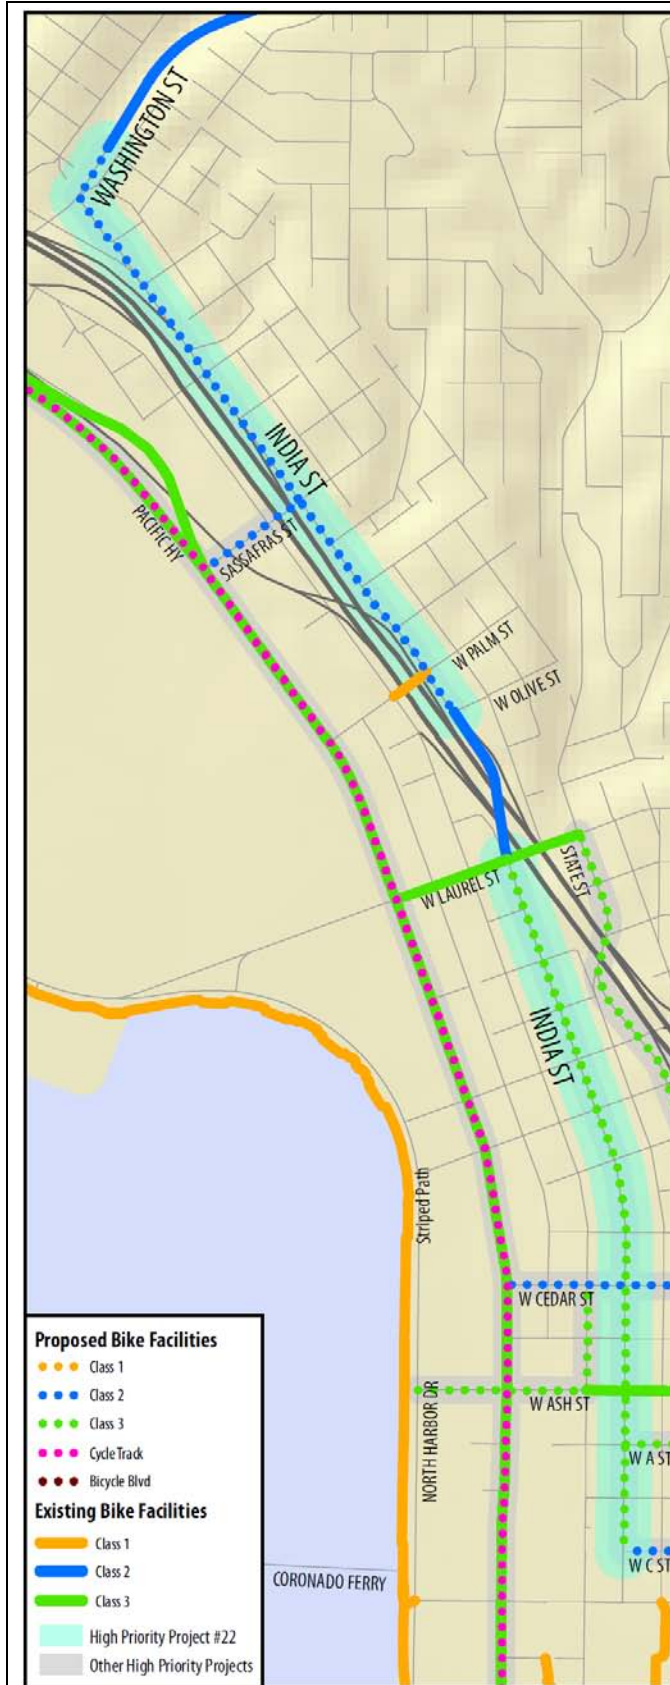 WASHINGTON ST
INDIA ST
PACIFIC HY
SASSAFRAS ST
W PALM ST
W OLIVE ST
W LAUREL ST
STATE ST
INDIA ST
Striped Path
W CEDAR ST
NORTH HARBOR DR
W ASH ST
W A ST
W C ST
CORONADO FERRY
Proposed Bike Facilities
Class 1
Class 2
Class 3
Cycle Track
Bicycle Blvd
Existing Bike Facilities
Class 1
Class 2
Class 3
High Priority Project #22
Other High Priority Projects